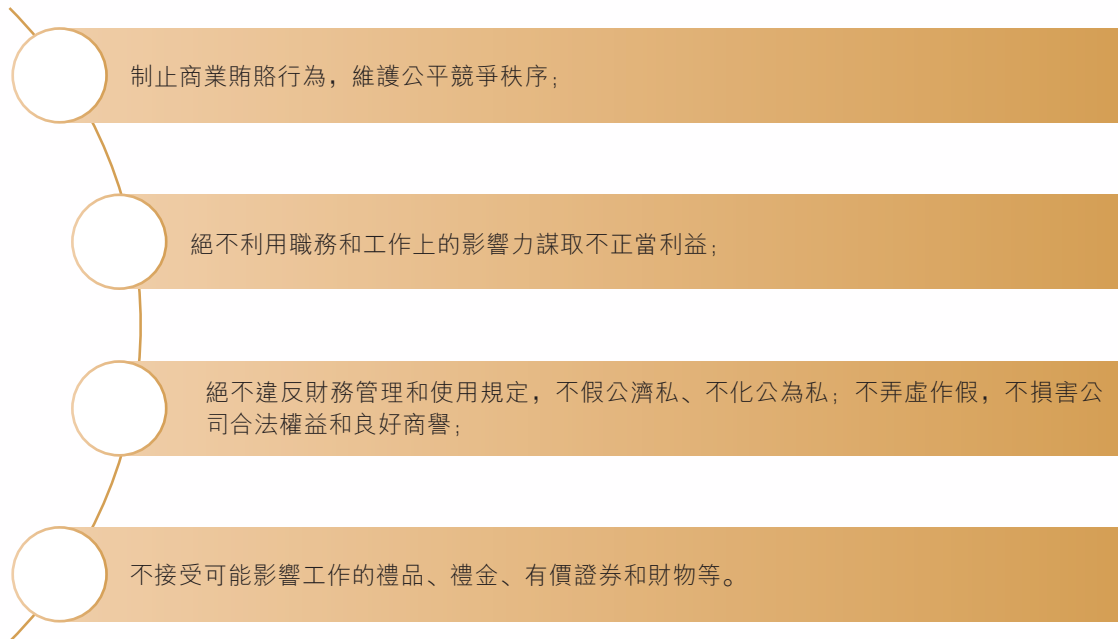 制止商業賄賂行為，維護公平競爭秩序；
絕不利用職務和工作上的影響力謀取不正當利益；
絕不違反財務管理和使用規定，不假公濟私、不化公為私；不弄虛作假，不損害公
司合法權益和良好商譽；
不接受可能影響工作的禮品、禮金、有價證券和財物等。